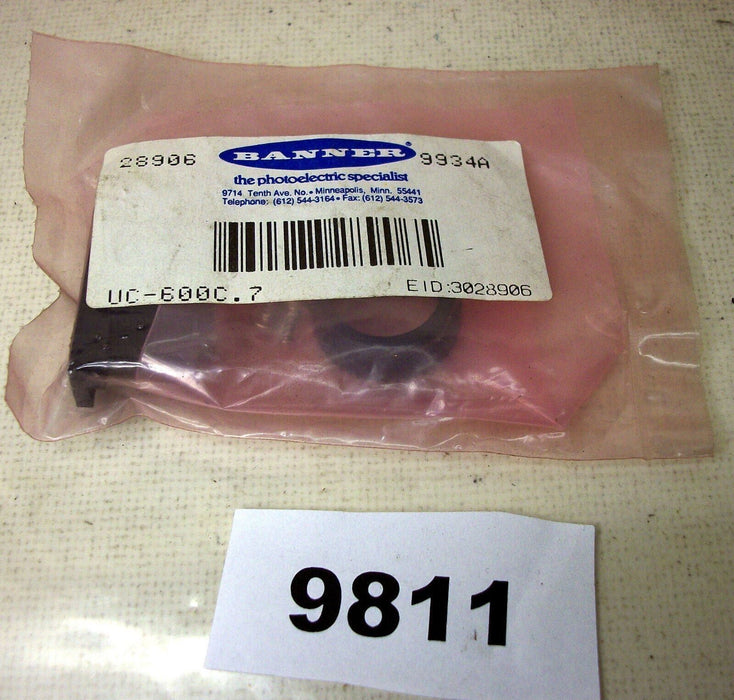 28906 BANNER 9934A
the photoelectric specialist
9714 Tenth Ave. No. • Minneapolis, Minn. 55441
Telephone: (612) 544-3164 • Fax: (612) 544-3573
UC-600C.7 EID:3028906
9811